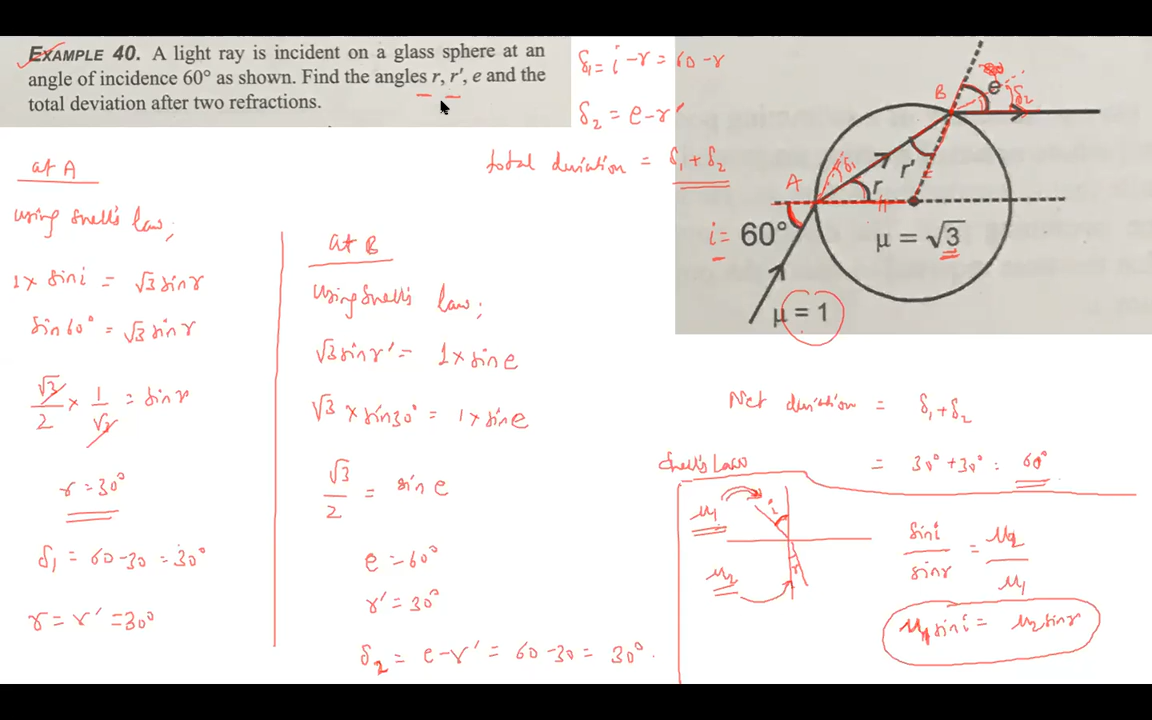 EXAMPLE 40. A light ray is incident on a glass sphere at an
angle of incidence 60° as shown. Find the angles r, r′, e and the
total deviation after two refractions.
δ₁ = i - r = 60 - r
δ₂ = e - r′
total deviation = δ₁ + δ₂
B
e
δ₂
A
δ₁
r
r′
i = 60°
μ = √3
μ = 1
at A
using Snell's law,
1 × sin i = √3 sin r
sin 60° = √3 sin r
√3/2 × 1/√3 = sin r
r = 30°
δ₁ = 60 - 30 = 30°
r = r′ = 30°
at B
Using Snell's law;
√3 sin r′ = 1 × sin e
√3 × sin 30° = 1 × sin e
√3/2 = sin e
e = 60°
r′ = 30°
δ₂ = e - r′ = 60 - 30 = 30°.
Net deviation = δ₁ + δ₂
= 30° + 30° = 60°
Snell's Law
μ₁
i
μ₂
r
sin i / sin r = μ₂ / μ₁
μ₁ sin i = μ₂ sin r